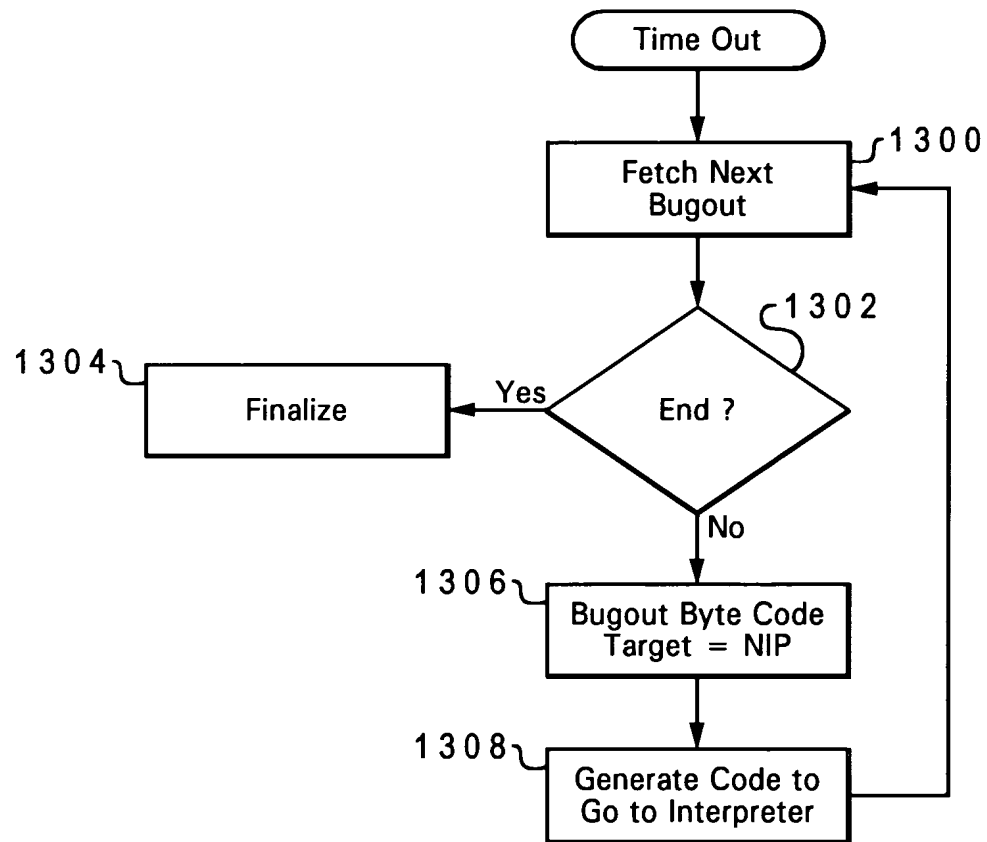 Time Out
1300
Fetch Next
Bugout
1302
1304
Yes
Finalize
End ?
No
1306
Bugout Byte Code
Target = NIP
1308
Generate Code to
Go to Interpreter